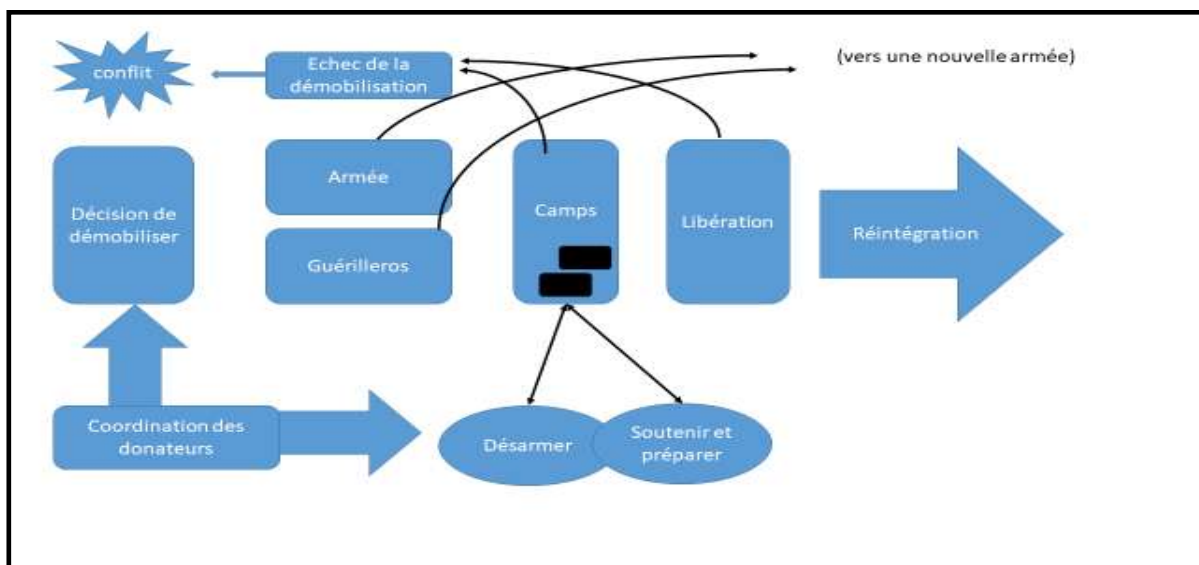 conflit
Echec de la
démobilisation
(vers une nouvelle armée)
Décision de
démobiliser
Armée
Guérilleros
Camps
Libération
Réintégration
Coordination des
donateurs
Désarmer
Soutenir et
préparer